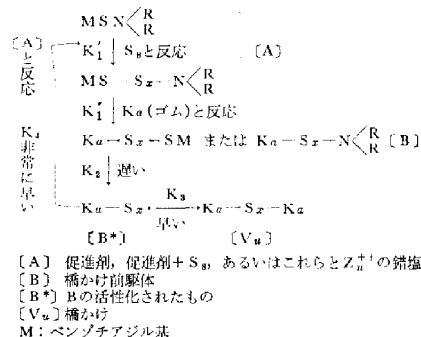 MSN<R R
〔A〕と反応
K₁′ ↓ S₈と反応 〔A〕
MS―Sx―N<R R
K₁″ ↓ Ka(ゴム)と反応
Ka―Sx―SM または Ka―Sx―N<R R 〔B〕
K₂ ↓ 遅い
K₄ 非常に早い
Ka―Sx・ K₃ 早い → Ka―Sx―Ka
〔B*〕 〔Vu〕
〔A〕 促進剤,促進剤+S₈,あるいはこれらとZn⁺⁺の錯塩
〔B〕 橋かけ前駆体
〔B*〕 Bの活性化されたもの
〔Vu〕 橋かけ
M:ベンゾチアジル基